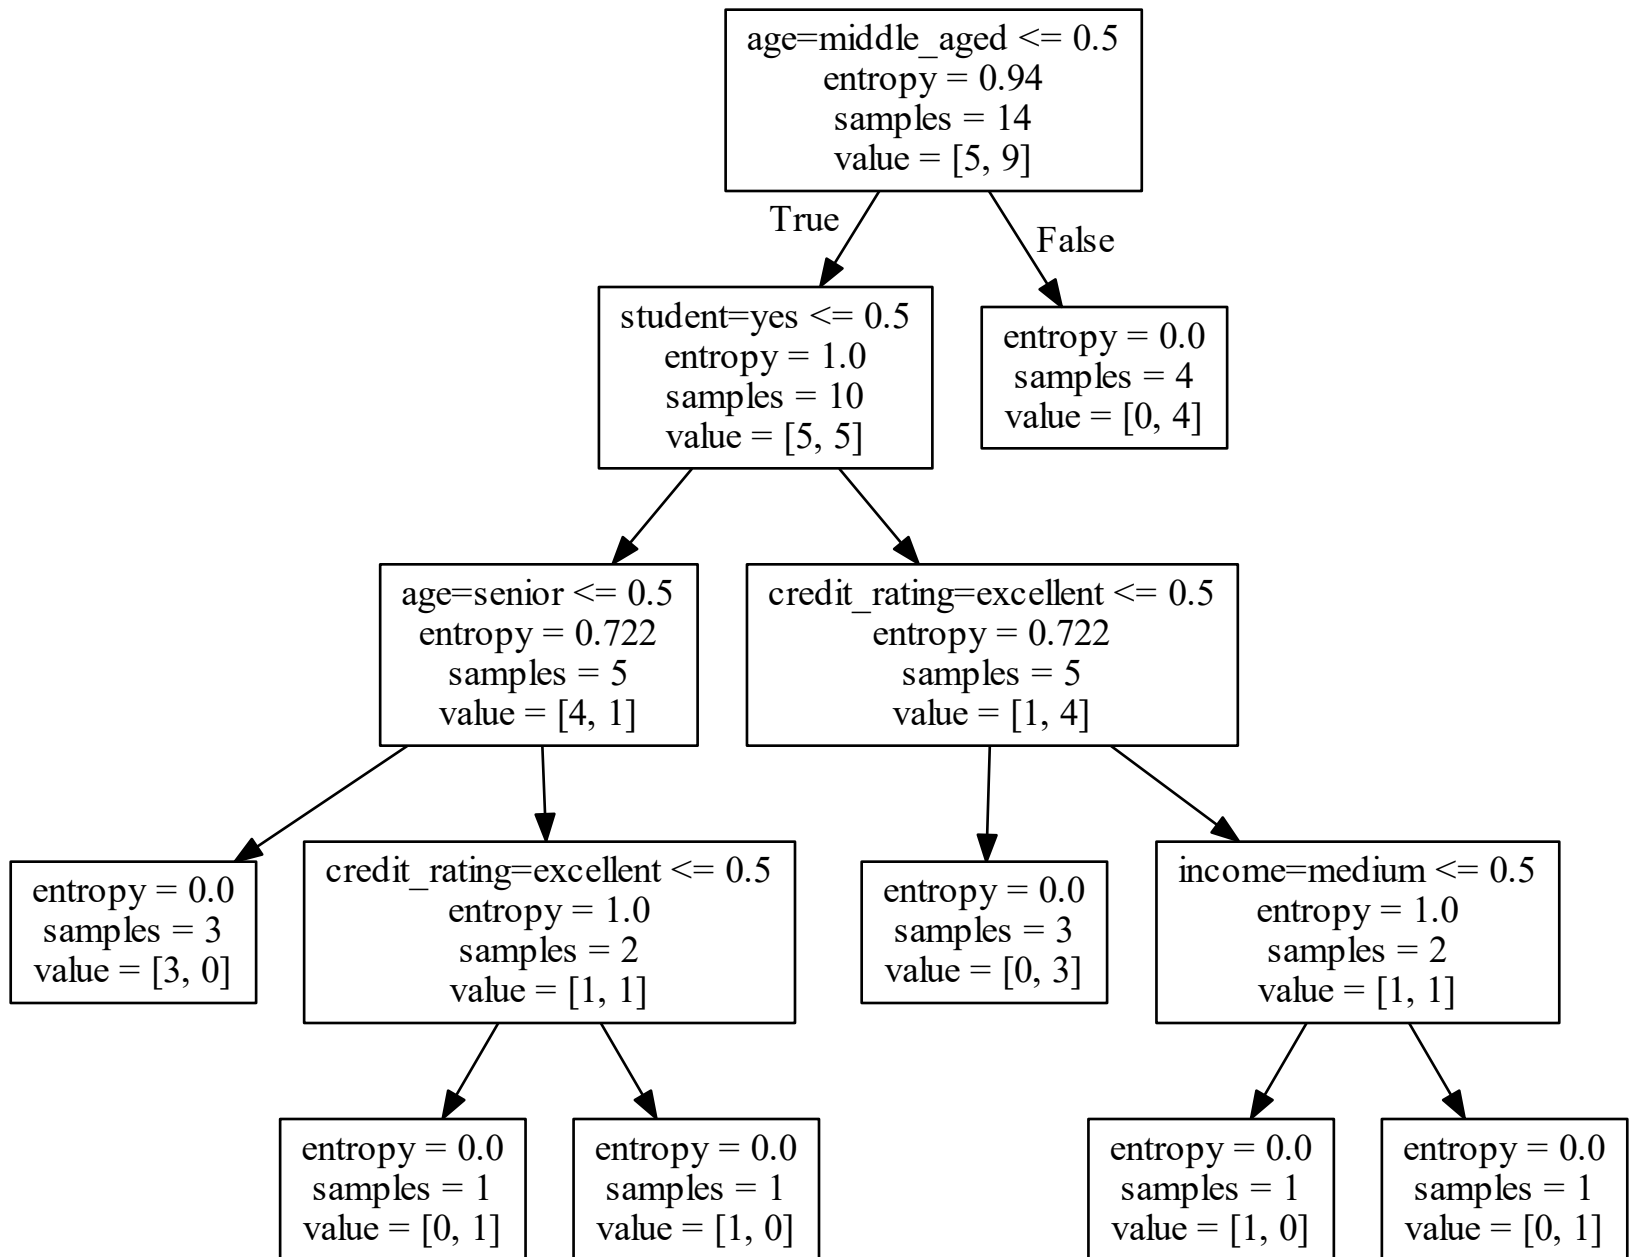 age=middle_aged <= 0.5
entropy = 0.94
samples = 14
value = [5, 9]
True
False
student=yes <= 0.5
entropy = 1.0
samples = 10
value = [5, 5]
entropy = 0.0
samples = 4
value = [0, 4]
age=senior <= 0.5
entropy = 0.722
samples = 5
value = [4, 1]
credit_rating=excellent <= 0.5
entropy = 0.722
samples = 5
value = [1, 4]
entropy = 0.0
samples = 3
value = [3, 0]
credit_rating=excellent <= 0.5
entropy = 1.0
samples = 2
value = [1, 1]
entropy = 0.0
samples = 3
value = [0, 3]
income=medium <= 0.5
entropy = 1.0
samples = 2
value = [1, 1]
entropy = 0.0
samples = 1
value = [0, 1]
entropy = 0.0
samples = 1
value = [1, 0]
entropy = 0.0
samples = 1
value = [1, 0]
entropy = 0.0
samples = 1
value = [0, 1]